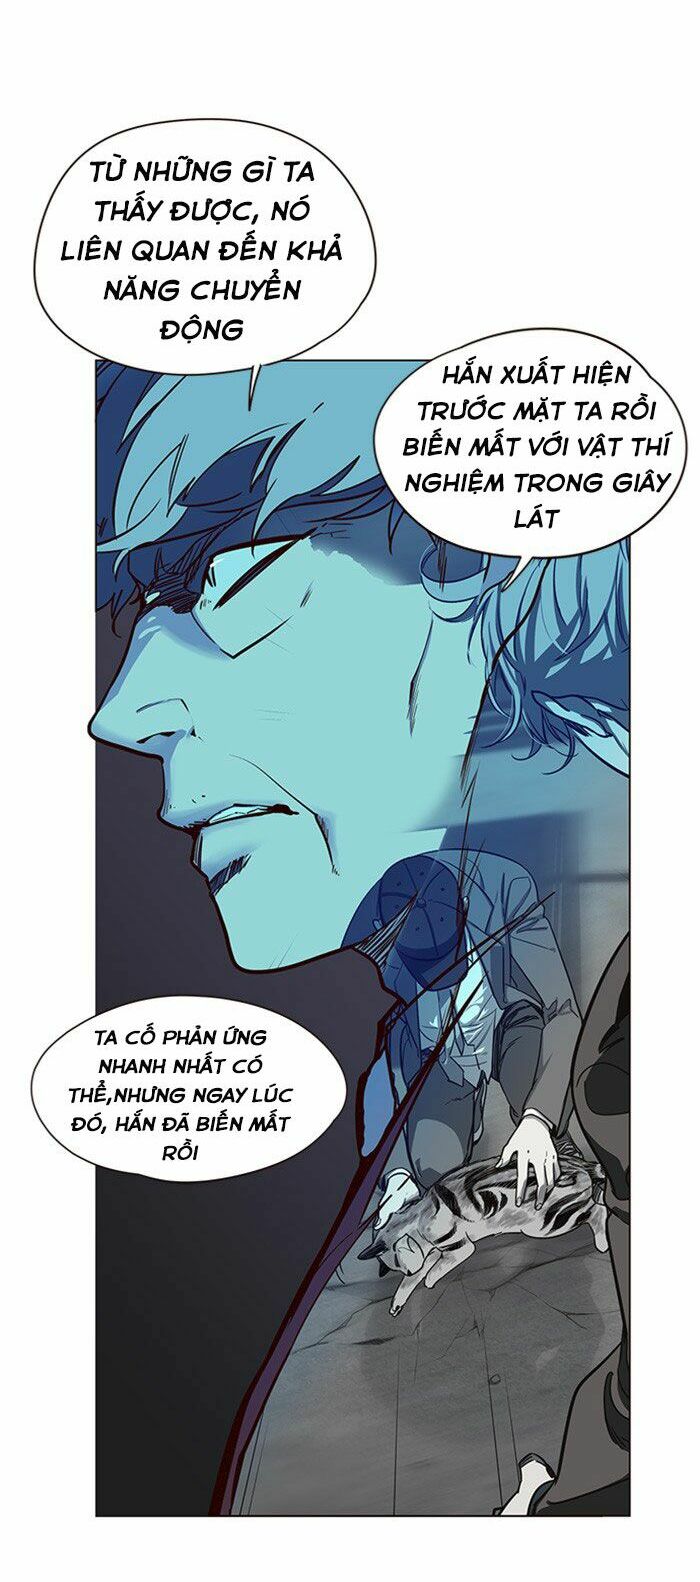 TỪ NHỮNG GÌ TA
THẤY ĐƯỢC, NÓ
LIÊN QUAN ĐẾN KHẢ
NĂNG CHUYỂN
ĐỘNG
HẮN XUẤT HIỆN
TRƯỚC MẶT TA RỒI
BIẾN MẤT VỚI VẬT THÍ
NGHIỆM TRONG GIÂY
LÁT
TA CỐ PHẢN ỨNG
NHANH NHẤT CÓ
THỂ,NHƯNG NGAY LÚC
ĐÓ, HẮN ĐÃ BIẾN MẤT
RỒI